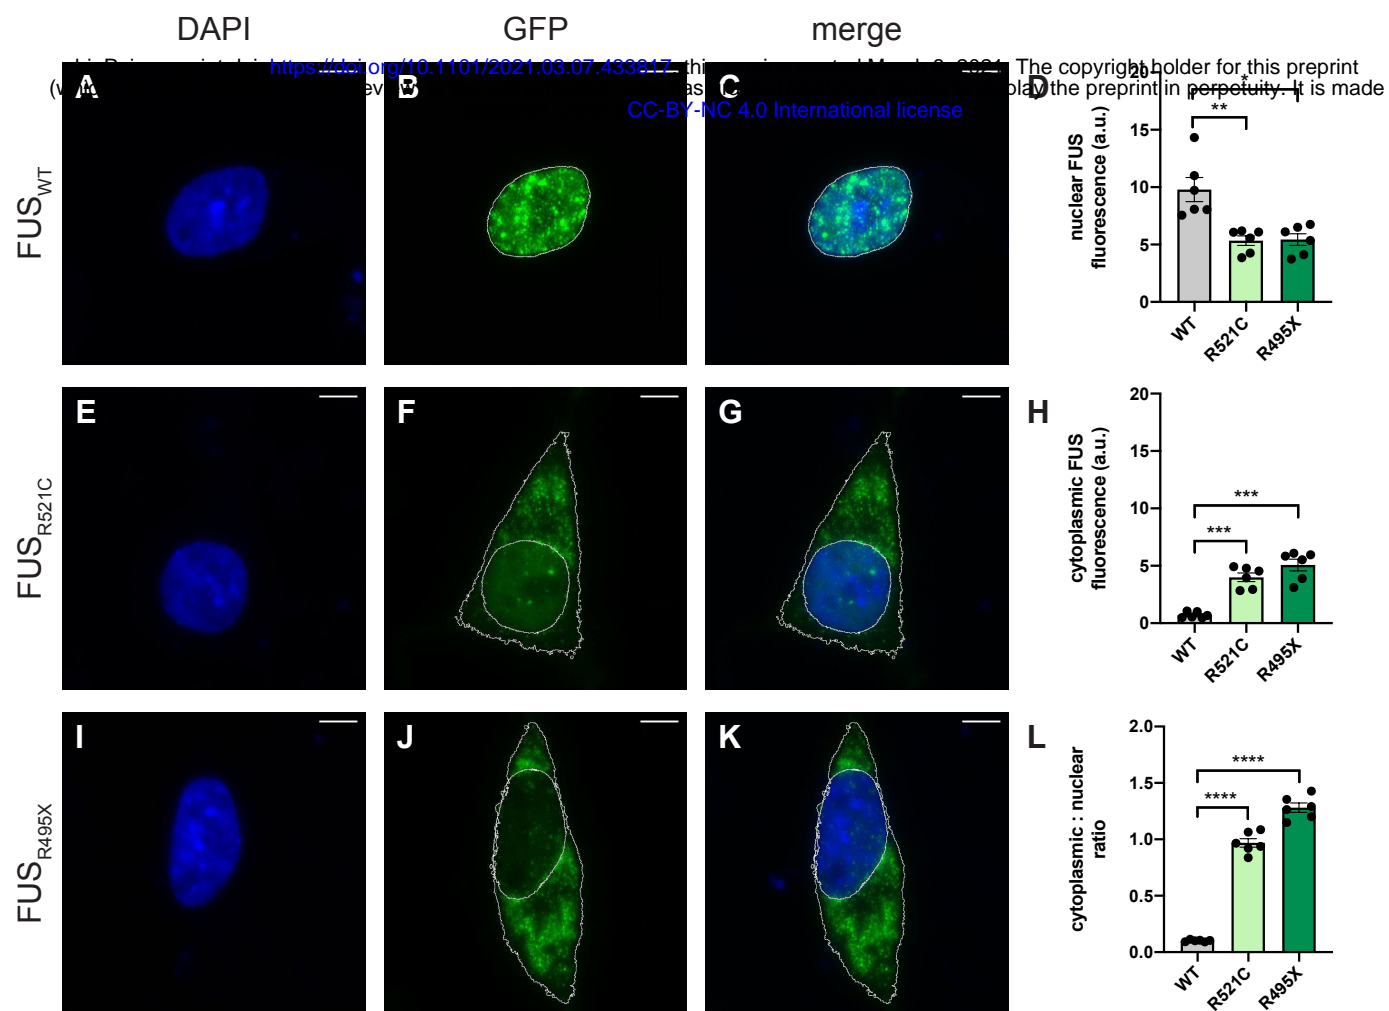 DAPI GFP merge
https://doi.org/10.1101/2021.03.07.433817 The copyright holder for this preprint
the preprint in perpetuity. It is made
CC-BY-NC 4.0 International license
A B C D
FUSWT
nuclear FUS
fluorescence (a.u.)
20
15
10
5
0
* **
WT R521C R495X
E F G H
FUSR521C
cytoplasmic FUS
fluorescence (a.u.)
20
15
10
5
0
***
***
WT R521C R495X
I J K L
FUSR495X
cytoplasmic : nuclear
ratio
2.0
1.5
1.0
0.5
0.0
****
****
WT R521C R495X